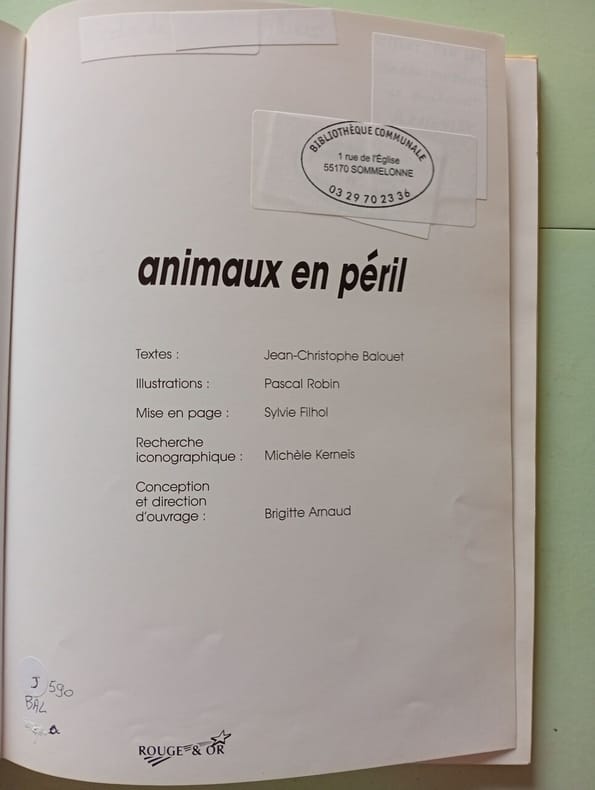 BIBLIOTHÈQUE COMMUNALE
1 rue de l'Église
55170 SOMMELONNE
03 29 70 23 36
animaux en péril
Textes : Jean-Christophe Balouet
Illustrations : Pascal Robin
Mise en page : Sylvie Filhol
Recherche
iconographique : Michèle Kerneïs
Conception
et direction
d'ouvrage : Brigitte Arnaud
J 590
BAL
ROUGE & OR